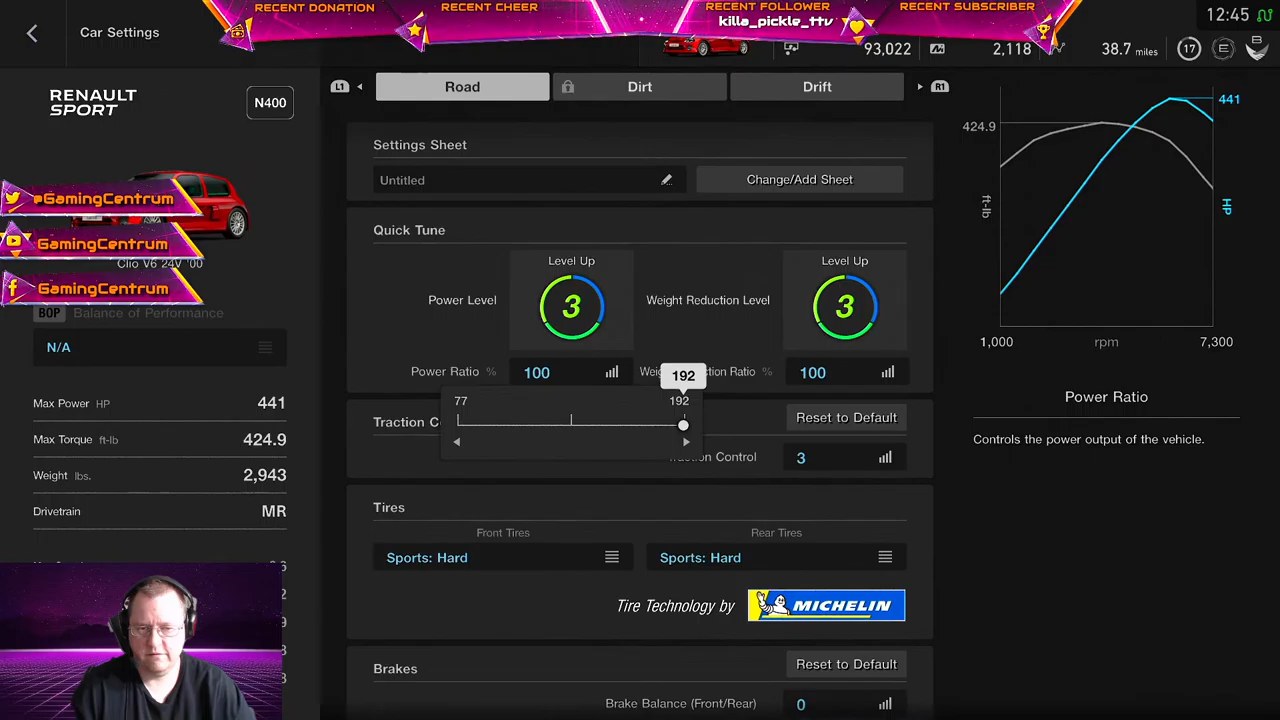 RECENT DONATION
RECENT CHEER
RECENT FOLLOWER
killa_pickle_ttv
RECENT SUBSCRIBER
12:45
Car Settings
93,022
2,118
38.7 miles
17
E
B
RENAULT
SPORT
N400
L1
Road
Dirt
Drift
R1
Settings Sheet
Untitled
Change/Add Sheet
@GamingCentrum
GamingCentrum
Clio V6 24V '00
GamingCentrum
BOP Balance of Performance
N/A
Max Power HP 441
Max Torque ft-lb 424.9
Weight lbs. 2,943
Drivetrain MR
Quick Tune
Level Up
Power Level 3
Level Up
Weight Reduction Level 3
Power Ratio % 100
Ratio % 100
192
77
192
Reset to Default
Control 3
Tires
Front Tires
Rear Tires
Sports: Hard
Sports: Hard
Tire Technology by MICHELIN
Brakes
Reset to Default
Brake Balance (Front/Rear) 0
441
424.9
ft-lb
HP
1,000
rpm
7,300
Power Ratio
Controls the power output of the vehicle.